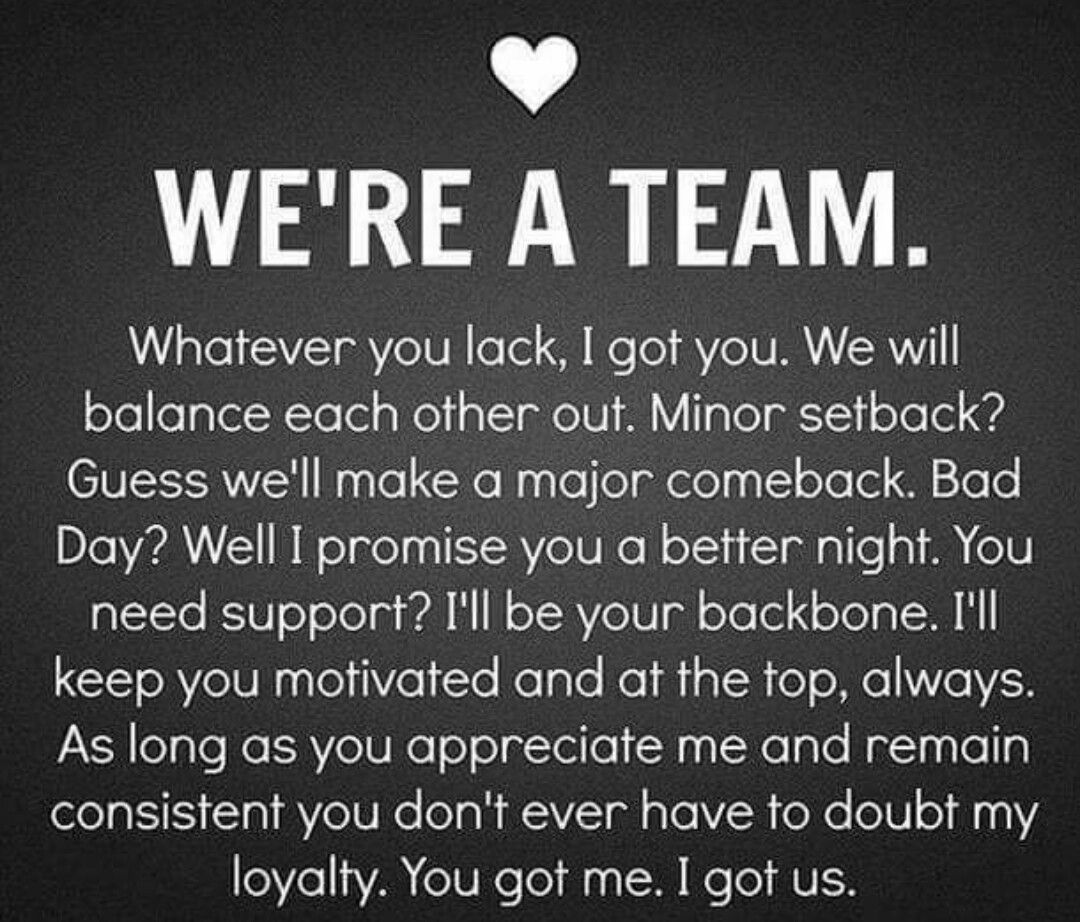 WE'RE A TEAM.
Whatever you lack, I got you. We will
balance each other out. Minor setback?
Guess we'll make a major comeback. Bad
Day? Well I promise you a better night. You
need support? I'll be your backbone. I'll
keep you motivated and at the top, always.
As long as you appreciate me and remain
consistent you don't ever have to doubt my
loyalty. You got me. I got us.